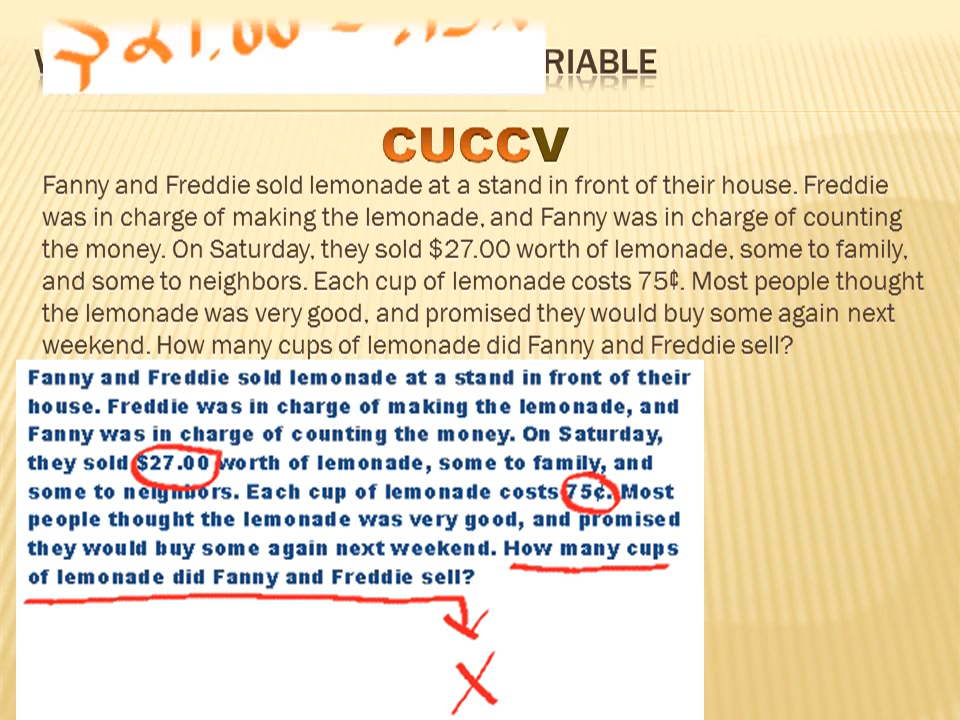 RIABLE
CUCCV
Fanny and Freddie sold lemonade at a stand in front of their house. Freddie
was in charge of making the lemonade, and Fanny was in charge of counting
the money. On Saturday, they sold $27.00 worth of lemonade, some to family,
and some to neighbors. Each cup of lemonade costs 75¢. Most people thought
the lemonade was very good, and promised they would buy some again next
weekend. How many cups of lemonade did Fanny and Freddie sell?
Fanny and Freddie sold lemonade at a stand in front of their
house. Freddie was in charge of making the lemonade, and
Fanny was in charge of counting the money. On Saturday,
they sold $27.00 worth of lemonade, some to family, and
some to neighbors. Each cup of lemonade costs 75¢. Most
people thought the lemonade was very good, and promised
they would buy some again next weekend. How many cups
of lemonade did Fanny and Freddie sell?
X